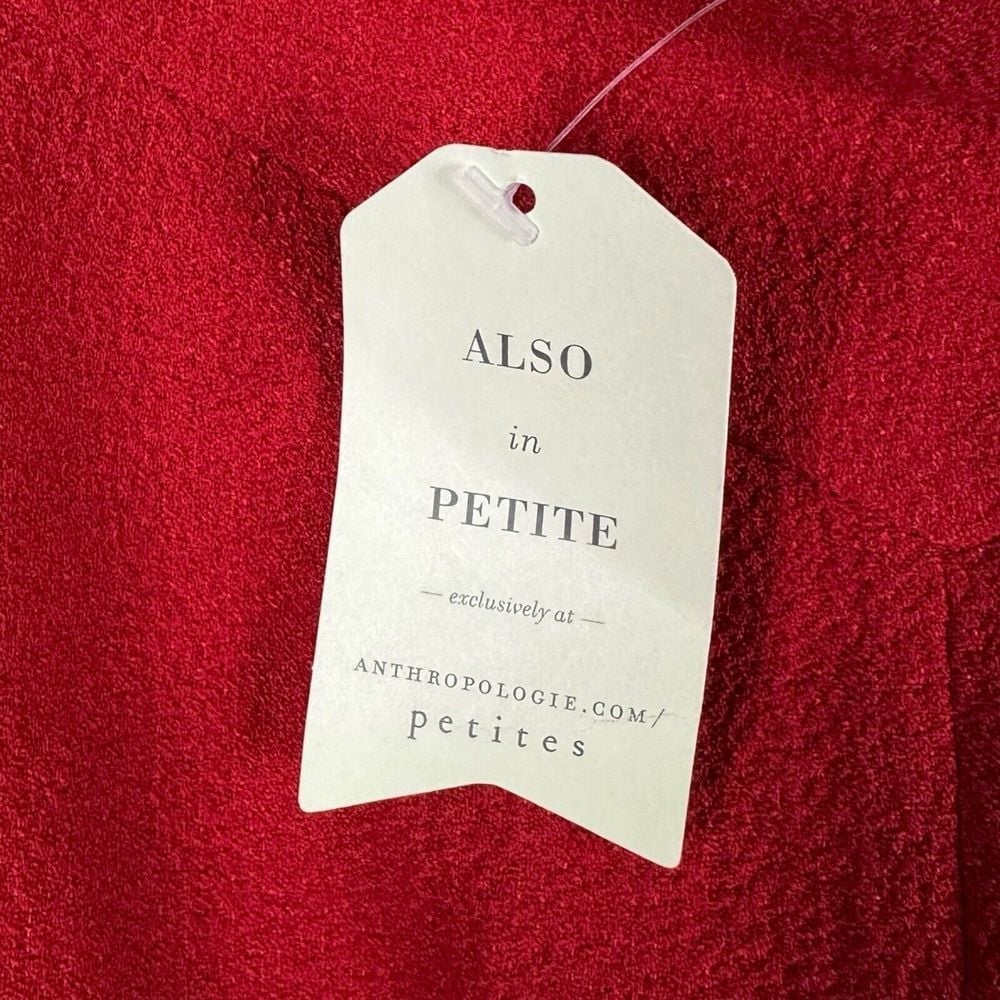 ALSO
in
PETITE
— exclusively at —
ANTHROPOLOGIE.COM/
petites